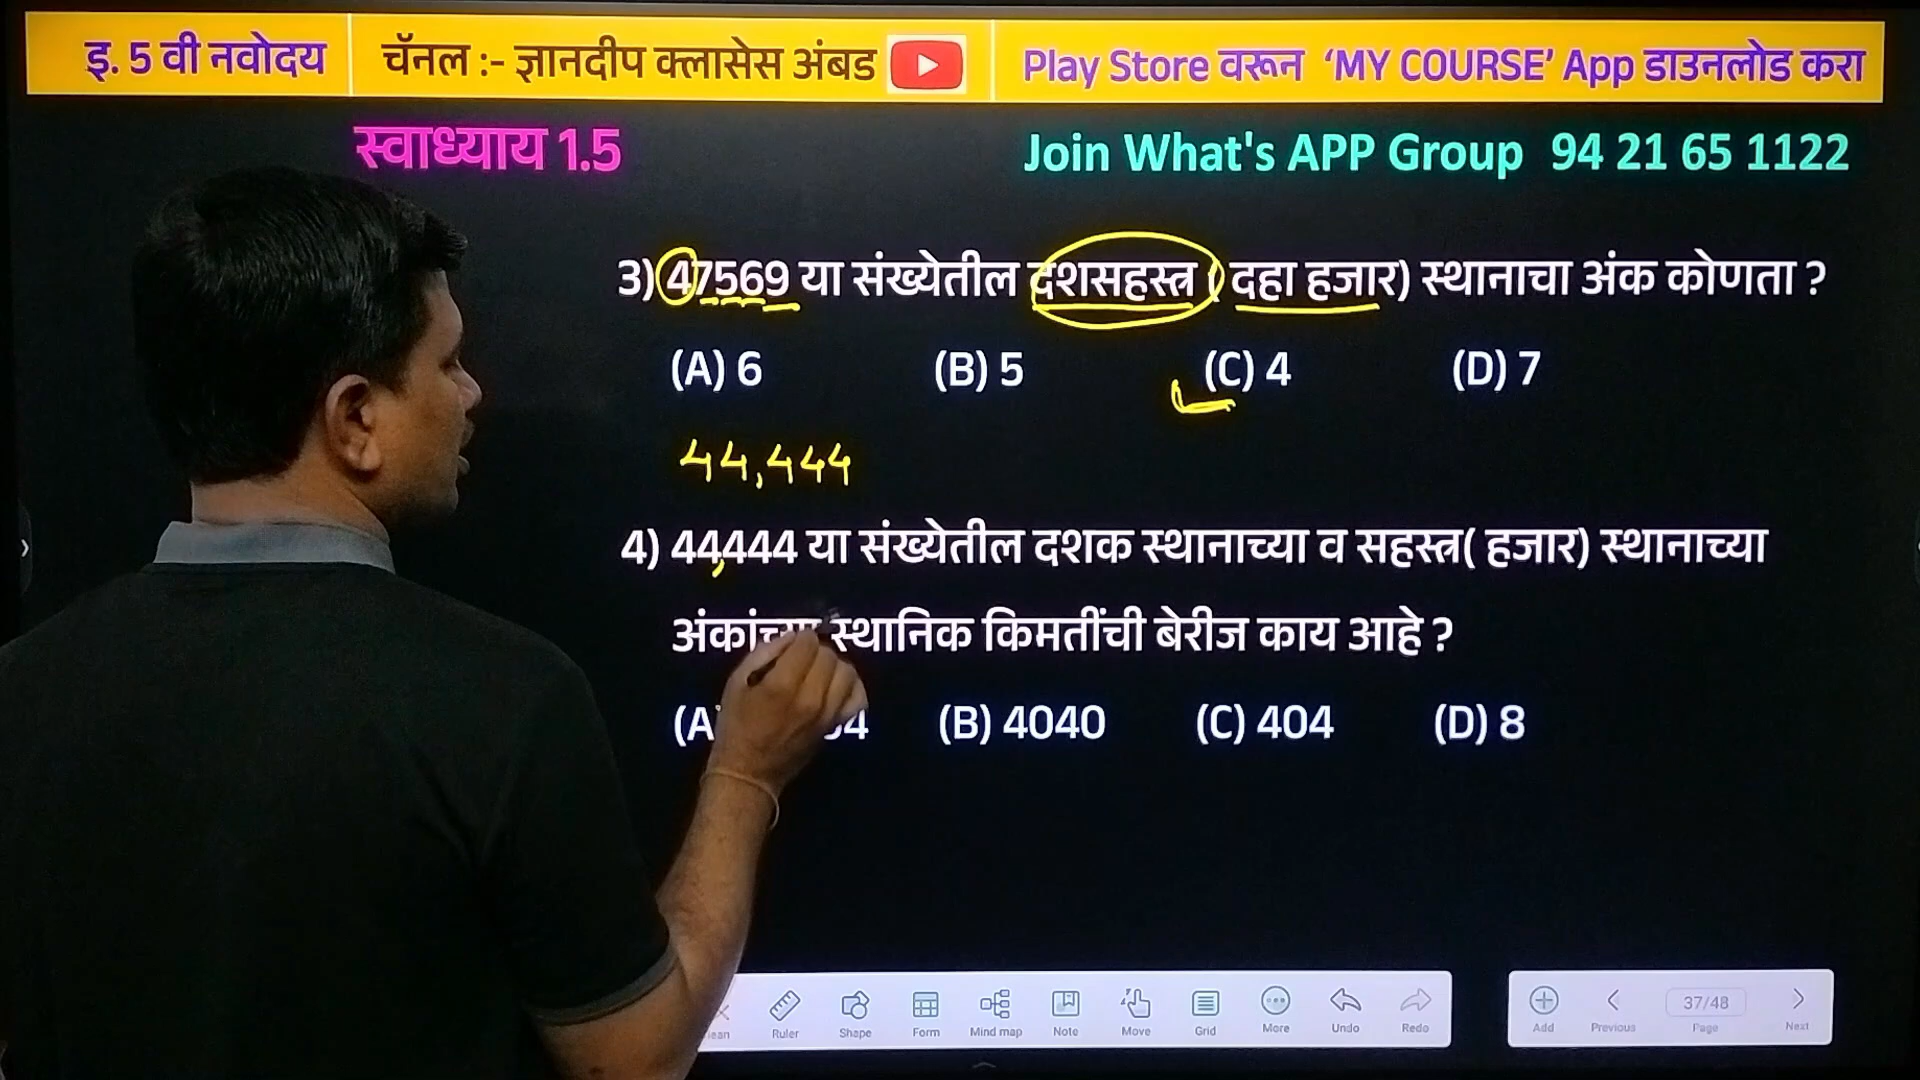 इ. 5 वी नवोदय
चॅनल :- ज्ञानदीप क्लासेस अंबड
Play Store वरून ‘MY COURSE’ App डाउनलोड करा
स्वाध्याय 1.5
Join What's APP Group 94 21 65 1122
3) 47569 या संख्येतील दशसहस्त्र ( दहा हजार) स्थानाचा अंक कोणता ?
(A) 6 (B) 5 (C) 4 (D) 7
44,444
4) 44,444 या संख्येतील दशक स्थानाच्या व सहस्त्र( हजार) स्थानाच्या
अंकांच्या स्थानिक किमतींची बेरीज काय आहे ?
(A) (B) 4040 (C) 404 (D) 8
Ruler Shape Form Mind map Note Move Grid More Undo Redo
37/48
Add Previous Page Next